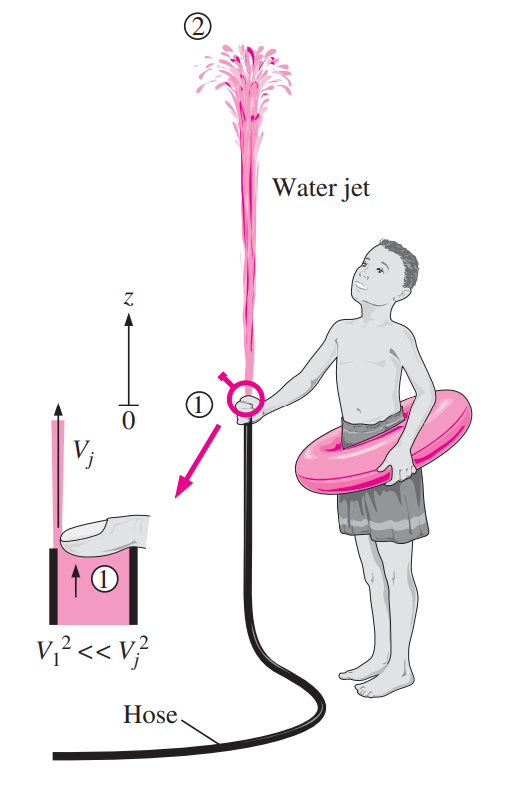 ②
Water jet
z
①
0
V_j
①
V_1^2 << V_j^2
Hose